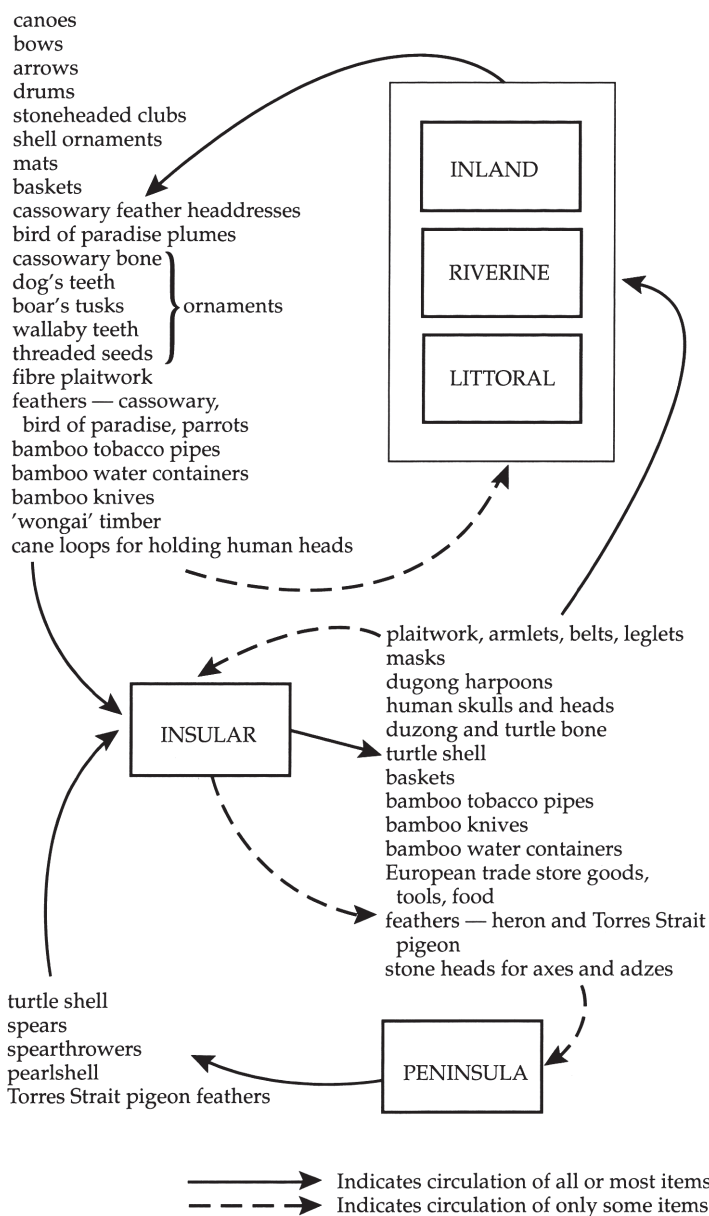 canoes
bows
arrows
drums
stoneheaded clubs
shell ornaments
mats
baskets
cassowary feather headdresses
bird of paradise plumes
cassowary bone
dog's teeth
boar's tusks
wallaby teeth
threaded seeds
ornaments
fibre plaitwork
feathers — cassowary,
bird of paradise, parrots
bamboo tobacco pipes
bamboo water containers
bamboo knives
'wongai' timber
cane loops for holding human heads
INLAND
RIVERINE
LITTORAL
INSULAR
plaitwork, armlets, belts, leglets
masks
dugong harpoons
human skulls and heads
duzong and turtle bone
turtle shell
baskets
bamboo tobacco pipes
bamboo knives
bamboo water containers
European trade store goods,
tools, food
feathers — heron and Torres Strait
pigeon
stone heads for axes and adzes
turtle shell
spears
spearthrowers
pearlshell
Torres Strait pigeon feathers
PENINSULA
Indicates circulation of all or most items
Indicates circulation of only some items